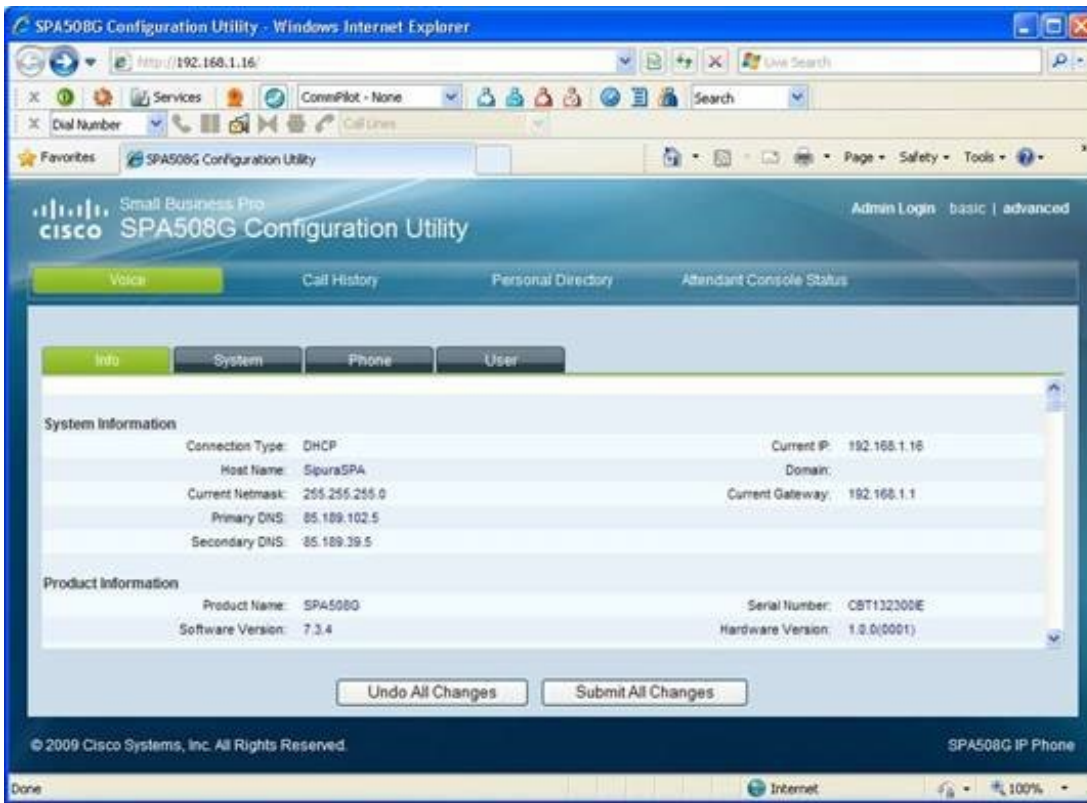 SPA508G Configuration Utility - Windows Internet Explorer
http://192.168.1.16/
Live Search
Services
CommPilot - None
Search
Dial Number
Call Lines
Favorites
SPA508G Configuration Utility
Page
Safety
Tools
Small Business Pro
cisco SPA508G Configuration Utility
Admin Login basic | advanced
Voice
Call History
Personal Directory
Attendant Console Status
Info
System
Phone
User
System Information
Connection Type: DHCP
Current IP: 192.168.1.16
Host Name: SipuraSPA
Domain:
Current Netmask: 255.255.255.0
Current Gateway: 192.168.1.1
Primary DNS: 85.189.102.5
Secondary DNS: 85.189.39.5
Product Information
Product Name: SPA508G
Serial Number: CBT132300IE
Software Version: 7.3.4
Hardware Version: 1.0.0(0001)
Undo All Changes
Submit All Changes
© 2009 Cisco Systems, Inc. All Rights Reserved.
SPA508G IP Phone
Done
Internet
100%